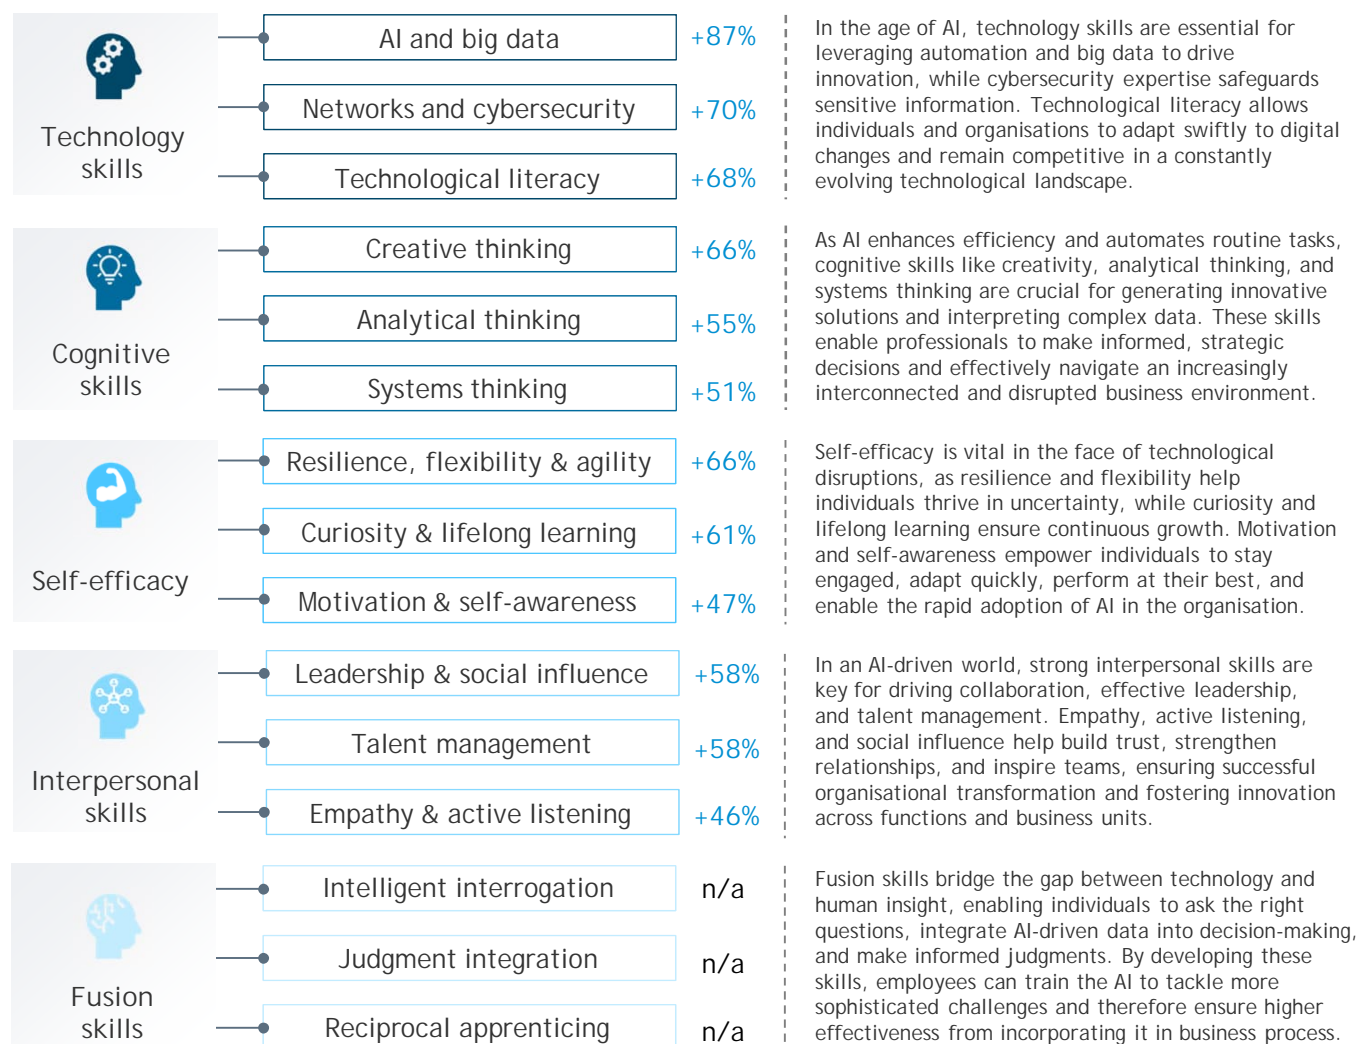 Technology
skills
AI and big data
+87%
Networks and cybersecurity
+70%
Technological literacy
+68%
In the age of AI, technology skills are essential for
leveraging automation and big data to drive
innovation, while cybersecurity expertise safeguards
sensitive information. Technological literacy allows
individuals and organisations to adapt swiftly to digital
changes and remain competitive in a constantly
evolving technological landscape.
Cognitive
skills
Creative thinking
+66%
Analytical thinking
+55%
Systems thinking
+51%
As AI enhances efficiency and automates routine tasks,
cognitive skills like creativity, analytical thinking, and
systems thinking are crucial for generating innovative
solutions and interpreting complex data. These skills
enable professionals to make informed, strategic
decisions and effectively navigate an increasingly
interconnected and disrupted business environment.
Self-efficacy
Resilience, flexibility & agility
+66%
Curiosity & lifelong learning
+61%
Motivation & self-awareness
+47%
Self-efficacy is vital in the face of technological
disruptions, as resilience and flexibility help
individuals thrive in uncertainty, while curiosity and
lifelong learning ensure continuous growth. Motivation
and self-awareness empower individuals to stay
engaged, adapt quickly, perform at their best, and
enable the rapid adoption of AI in the organisation.
Interpersonal
skills
Leadership & social influence
+58%
Talent management
+58%
Empathy & active listening
+46%
In an AI-driven world, strong interpersonal skills are
key for driving collaboration, effective leadership,
and talent management. Empathy, active listening,
and social influence help build trust, strengthen
relationships, and inspire teams, ensuring successful
organisational transformation and fostering innovation
across functions and business units.
Fusion
skills
Intelligent interrogation
n/a
Judgment integration
n/a
Reciprocal apprenticing
n/a
Fusion skills bridge the gap between technology and
human insight, enabling individuals to ask the right
questions, integrate AI-driven data into decision-making,
and make informed judgments. By developing these
skills, employees can train the AI to tackle more
sophisticated challenges and therefore ensure higher
effectiveness from incorporating it in business process.